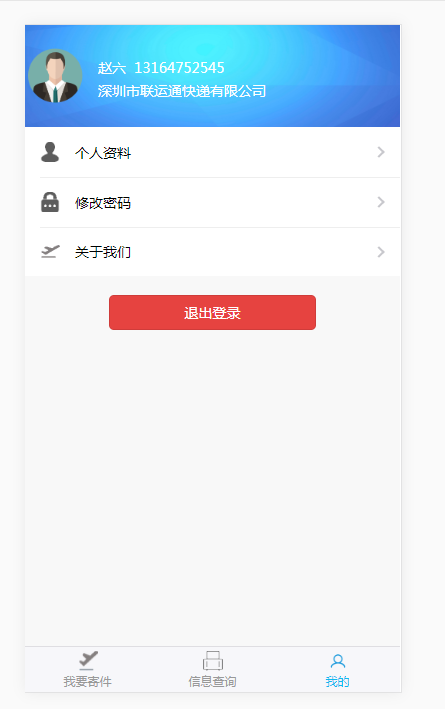 赵六 13164752545
深圳市联运通快递有限公司
个人资料
修改密码
关于我们
退出登录
我要寄件 信息查询 我的